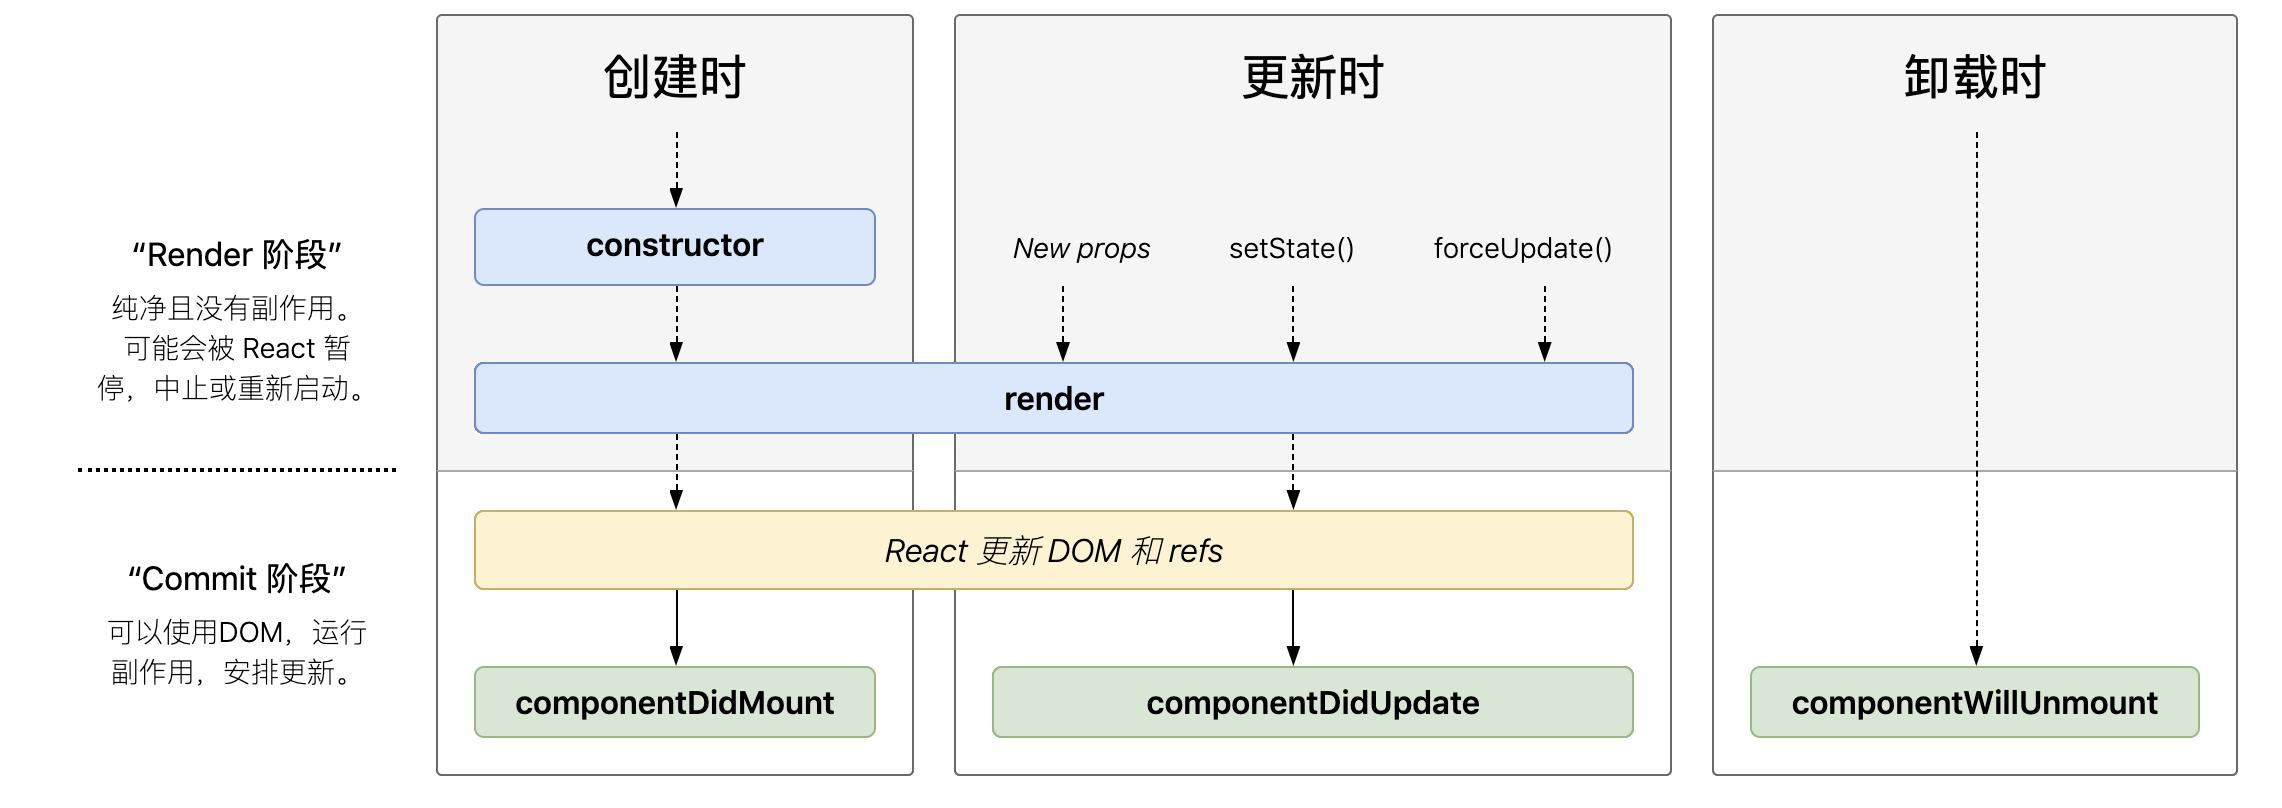 创建时
更新时
卸载时
“Render 阶段”
纯净且没有副作用。
可能会被 React 暂
停，中止或重新启动。
constructor
New props
setState()
forceUpdate()
render
“Commit 阶段”
可以使用DOM，运行
副作用，安排更新。
React 更新 DOM 和 refs
componentDidMount
componentDidUpdate
componentWillUnmount